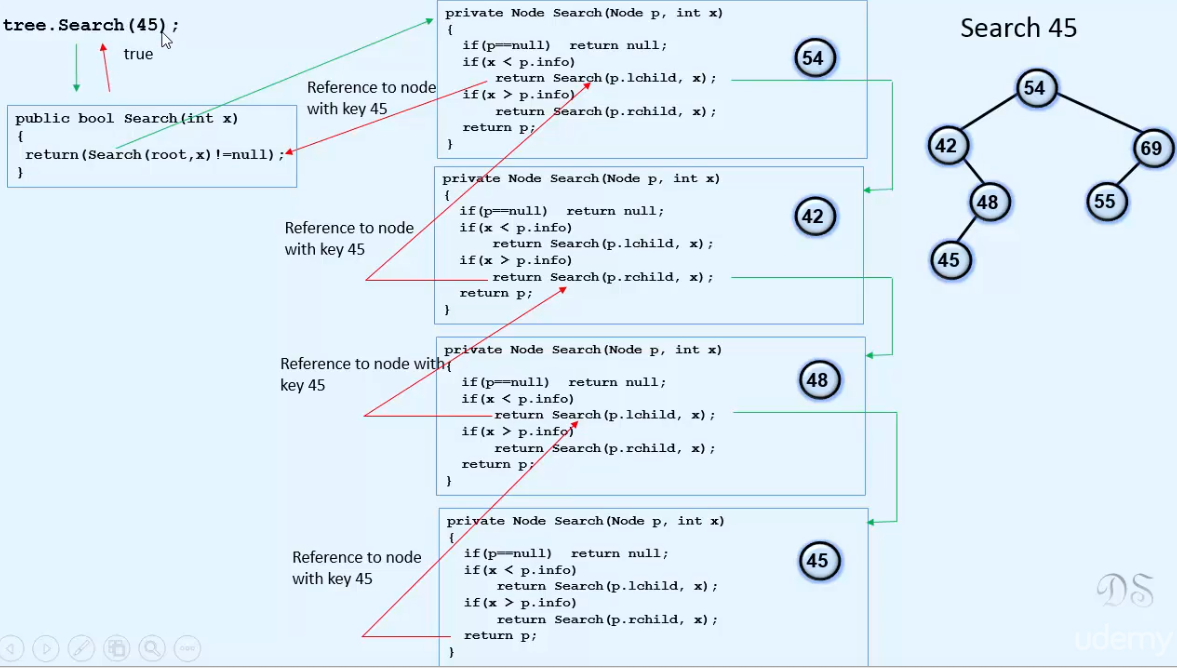 tree.Search(45);
true
public bool Search(int x)
{
return(Search(root,x)!=null);
}
Reference to node
with key 45
private Node Search(Node p, int x)
{
if(p==null)  return null;
if(x < p.info)
return Search(p.lchild, x);
if(x > p.info)
return Search(p.rchild, x);
return p;
}
54
Reference to node
with key 45
private Node Search(Node p, int x)
{
if(p==null)  return null;
if(x < p.info)
return Search(p.lchild, x);
if(x > p.info)
return Search(p.rchild, x);
return p;
}
42
Reference to node with
key 45
private Node Search(Node p, int x)
{
if(p==null)  return null;
if(x < p.info)
return Search(p.lchild, x);
if(x > p.info)
return Search(p.rchild, x);
return p;
}
48
Reference to node
with key 45
private Node Search(Node p, int x)
{
if(p==null)  return null;
if(x < p.info)
return Search(p.lchild, x);
if(x > p.info)
return Search(p.rchild, x);
return p;
}
45
Search 45
54
42
69
48
55
45
DS
udemy